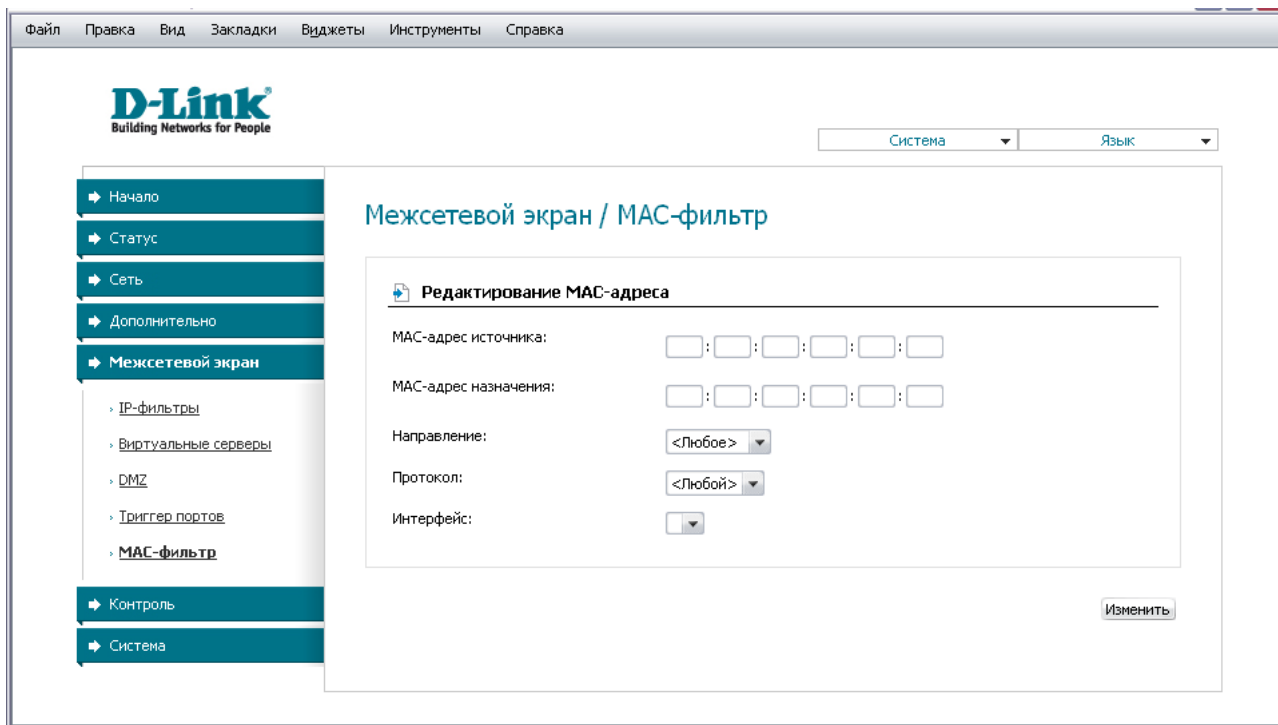 Файл Правка Вид Закладки Виджеты Инструменты Справка
D-Link®
Building Networks for People
Система Язык
Начало
Статус
Сеть
Дополнительно
Межсетевой экран
IP-фильтры
Виртуальные серверы
DMZ
Триггер портов
MAC-фильтр
Контроль
Система
Межсетевой экран / MAC-фильтр
Редактирование MAC-адреса
MAC-адрес источника:
: : : : :
MAC-адрес назначения:
: : : : :
Направление: <Любое>
Протокол: <Любой>
Интерфейс:
Изменить